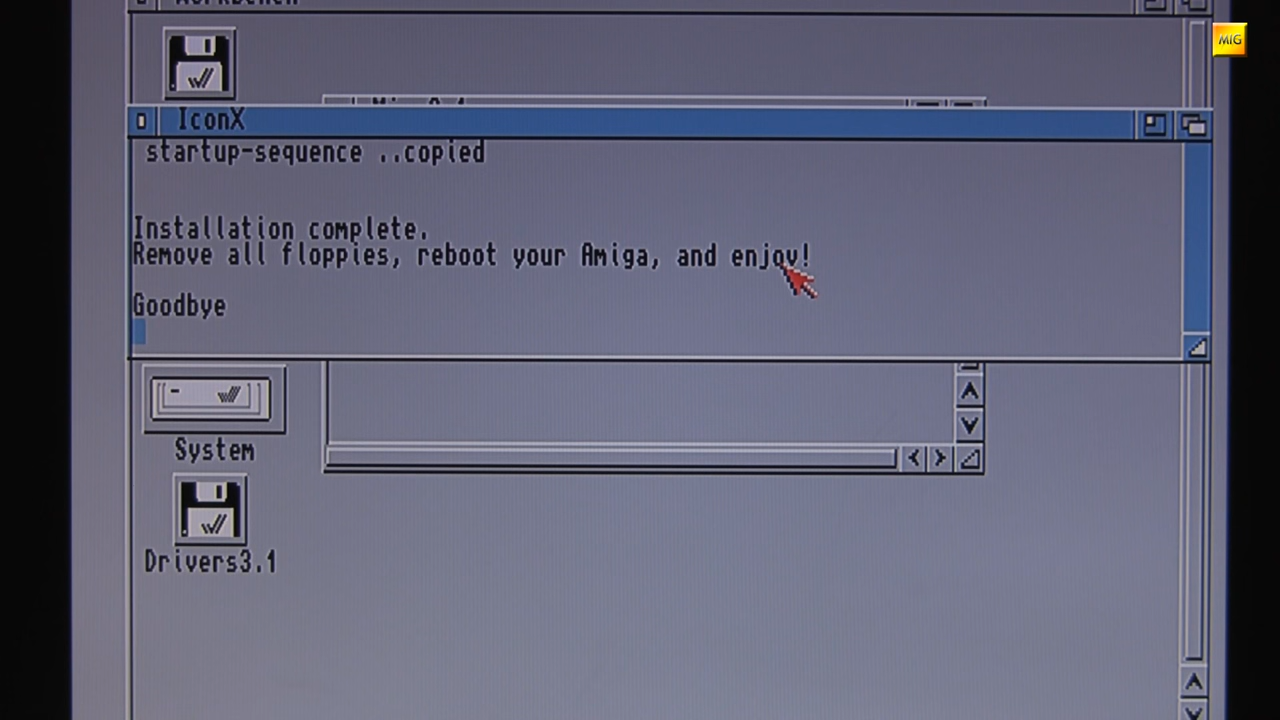 Workbench
MIG
IconX
startup-sequence ..copied
Installation complete.
Remove all floppies, reboot your Amiga, and enjoy!
Goodbye
System
Drivers3.1